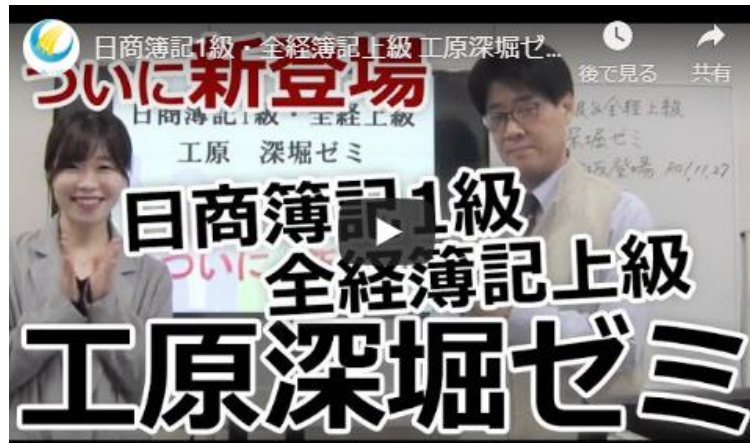 日商簿記1級・全経簿記上級 工原深堀ゼ...
後で見る
共有
ついに新登場
日商簿記1級・全経上級
工原 深堀ゼミ
ついに
日商簿記1級
全経簿記上級
工原深堀ゼミ